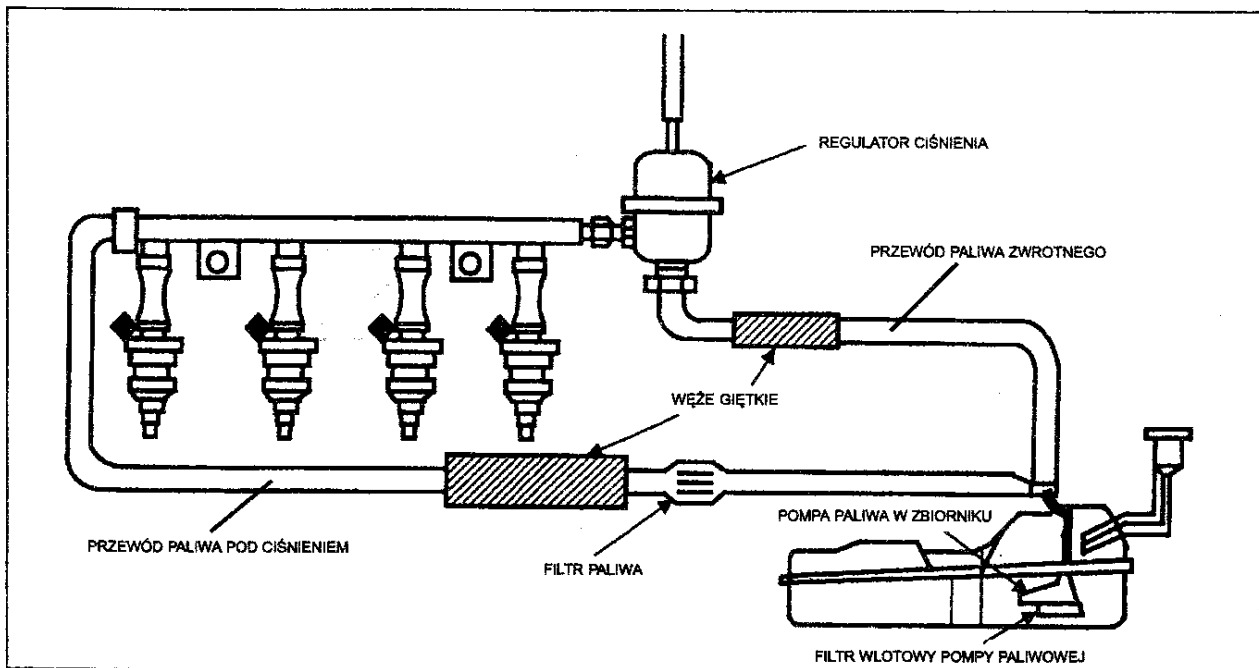 REGULATOR CIŚNIENIA
PRZEWÓD PALIWA ZWROTNEGO
WĘŻE GIĘTKIE
POMPA PALIWA W ZBIORNIKU
PRZEWÓD PALIWA POD CIŚNIENIEM
FILTR PALIWA
FILTR WLOTOWY POMPY PALIWOWEJ